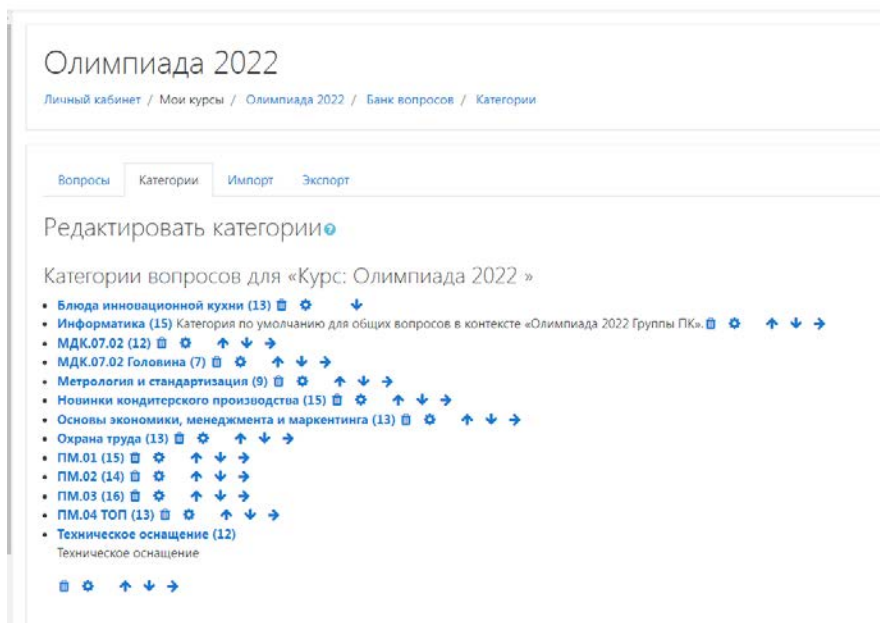 Олимпиада 2022
Личный кабинет / Мои курсы / Олимпиада 2022 / Банк вопросов / Категории
Вопросы Категории Импорт Экспорт
Редактировать категории
Категории вопросов для «Курс: Олимпиада 2022 »
Блюда инновационной кухни (13)
Информатика (15) Категория по умолчанию для общих вопросов в контексте «Олимпиада 2022 Группы ПК».
МДК.07.02 (12)
МДК.07.02 Головина (7)
Метрология и стандартизация (9)
Новинки кондитерского производства (15)
Основы экономики, менеджмента и маркентинга (13)
Охрана труда (13)
ПМ.01 (15)
ПМ.02 (14)
ПМ.03 (16)
ПМ.04 ТОП (13)
Техническое оснащение (12)
Техническое оснащение